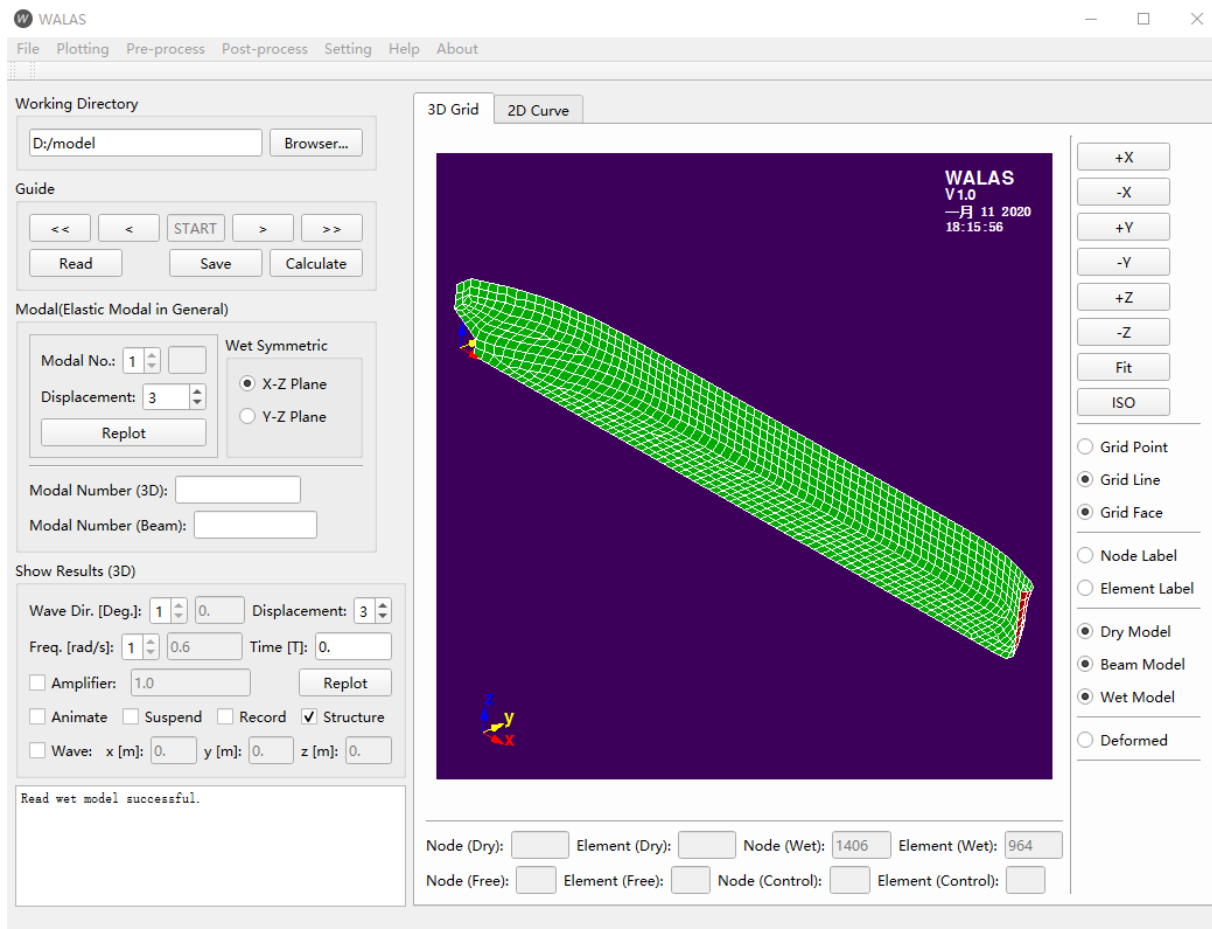 WALAS
File Plotting Pre-process Post-process Setting Help About
Working Directory
D:/model Browser...
Guide
<< < START > >>
Read Save Calculate
Modal(Elastic Modal in General)
Modal No.: 1
Displacement: 3
Replot
Wet Symmetric
X-Z Plane
Y-Z Plane
Modal Number (3D):
Modal Number (Beam):
Show Results (3D)
Wave Dir. [Deg.]: 1 0. Displacement: 3
Freq. [rad/s]: 1 0.6 Time [T]: 0.
Amplifier: 1.0 Replot
Animate Suspend Record Structure
Wave: x [m]: 0. y [m]: 0. z [m]: 0.
Read wet model successful.
3D Grid 2D Curve
WALAS
V 1.0
一月 11 2020
18:15:56
z
y
x
Node (Dry): Element (Dry): Node (Wet): 1406 Element (Wet): 964
Node (Free): Element (Free): Node (Control): Element (Control):
+X
-X
+Y
-Y
+Z
-Z
Fit
ISO
Grid Point
Grid Line
Grid Face
Node Label
Element Label
Dry Model
Beam Model
Wet Model
Deformed